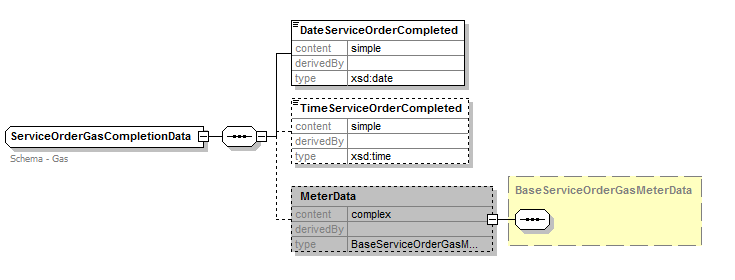 DateServiceOrderCompleted
content simple
derivedBy
type xsd:date
TimeServiceOrderCompleted
content simple
derivedBy
type xsd:time
ServiceOrderGasCompletionData
Schema - Gas
MeterData
content complex
derivedBy
type BaseServiceOrderGasM...
BaseServiceOrderGasMeterData